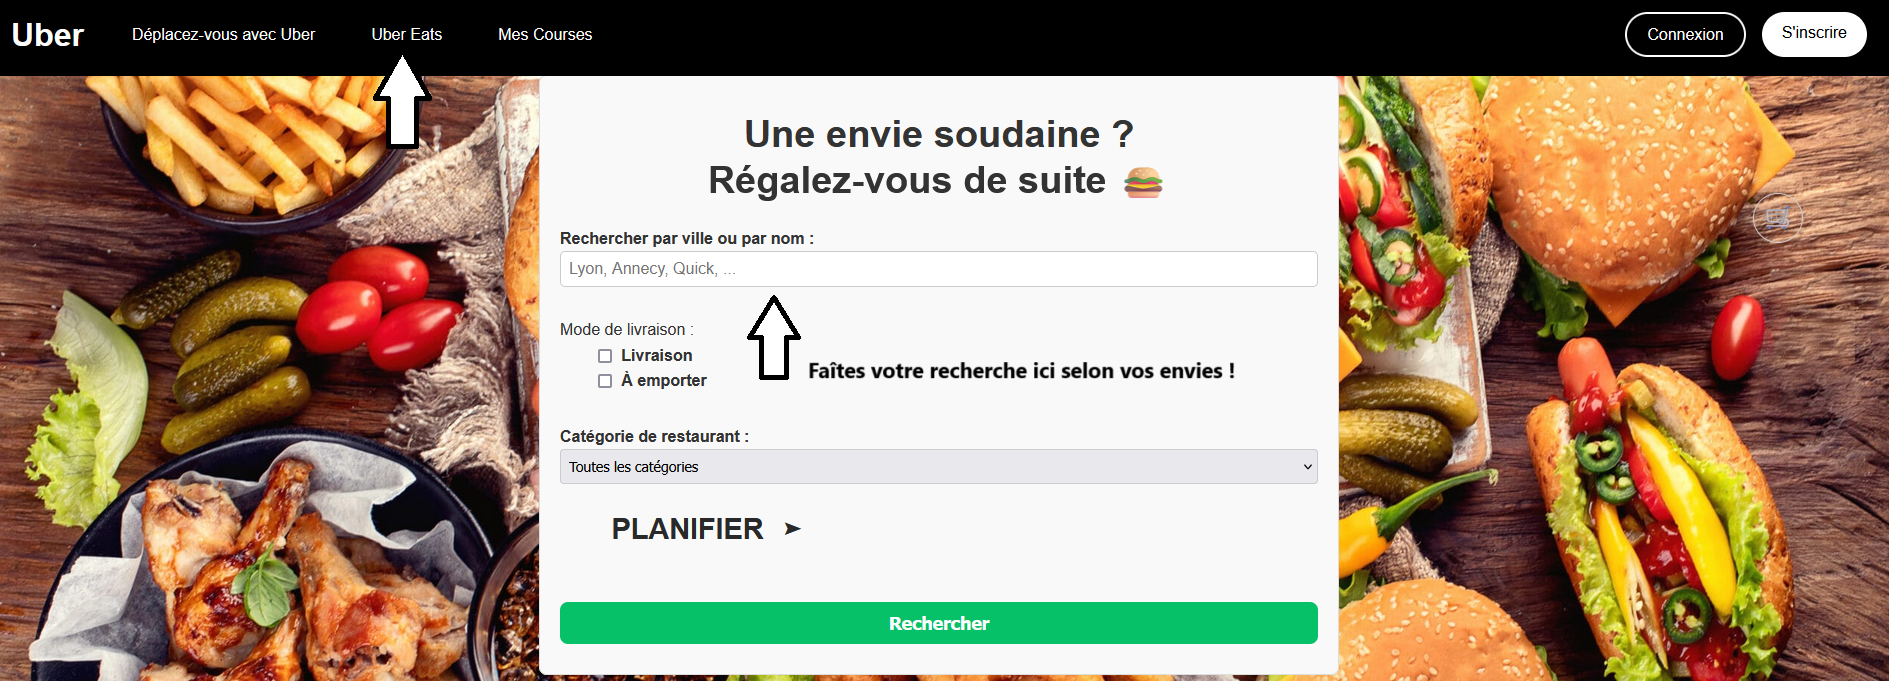 Uber
Déplacez-vous avec Uber
Uber Eats
Mes Courses
Connexion
S'inscrire
Une envie soudaine ?
Régalez-vous de suite 🍔
Rechercher par ville ou par nom :
Lyon, Annecy, Quick, ...
Mode de livraison :
Livraison
À emporter
Faîtes votre recherche ici selon vos envies !
Catégorie de restaurant :
Toutes les catégories
PLANIFIER ➤
Rechercher